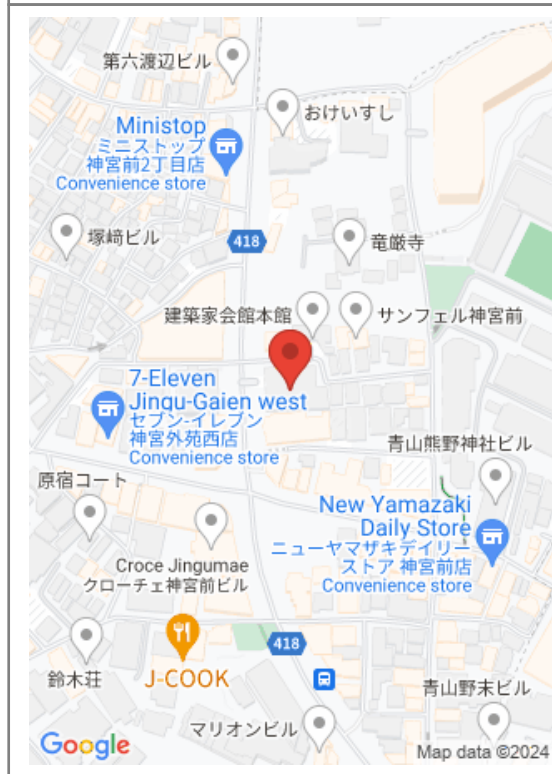 第六渡辺ビル
おけいすし
Ministop
ミニストップ
神宮前2丁目店
Convenience store
塚﨑ビル
418
竜厳寺
建築家会館本館
サンフェル神宮前
7-Eleven
Jingu-Gaien west
セブン-イレブン
神宮外苑西店
Convenience store
青山熊野神社ビル
原宿コート
New Yamazaki
Daily Store
ニューヤマザキデイリー
ストア 神宮前店
Convenience store
Croce Jingumae
クローチェ神宮前ビル
418
鈴木荘
J-COOK
青山野末ビル
マリオンビル
Google
Map data ©2024